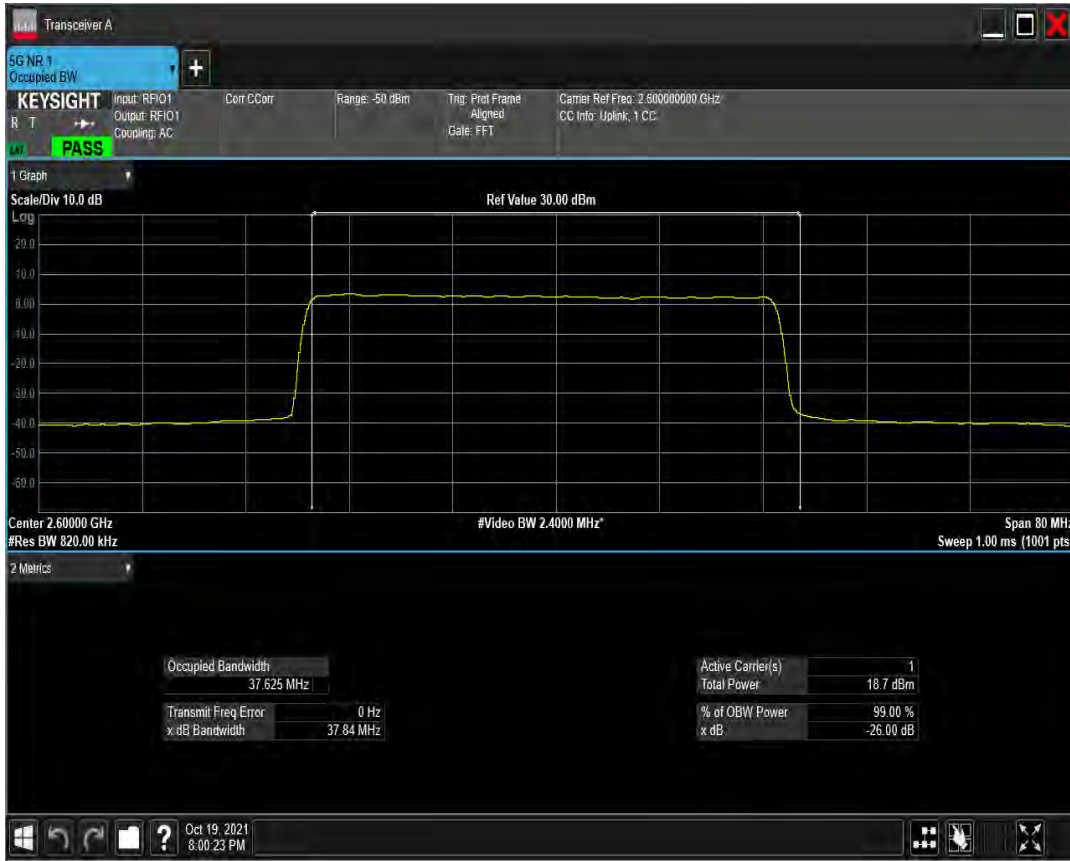 Transceiver A
5G NR 1
Occupied BW
+
KEYSIGHT Input: RFIO1 Corr CCorr Range: -50 dBm Trig: Prot Frame Carrier Ref Freq: 2.600000000 GHz
R T Output: RFIO1 Aligned CC Info: Uplink, 1 CC
Coupling: AC Gate: FFT
PASS
1 Graph
Scale/Div 10.0 dB Ref Value 30.00 dBm
Log
20.0
10.0
0.00
-10.0
-20.0
-30.0
-40.0
-50.0
-60.0
Center 2.60000 GHz #Video BW 2.4000 MHz* Span 80 MHz
#Res BW 820.00 kHz Sweep 1.00 ms (1001 pts
2 Metrics
Occupied Bandwidth Active Carrier(s) 1
37.625 MHz Total Power 18.7 dBm
Transmit Freq Error 0 Hz % of OBW Power 99.00 %
x dB Bandwidth 37.84 MHz x dB -26.00 dB
? Oct 19, 2021
8:00:23 PM